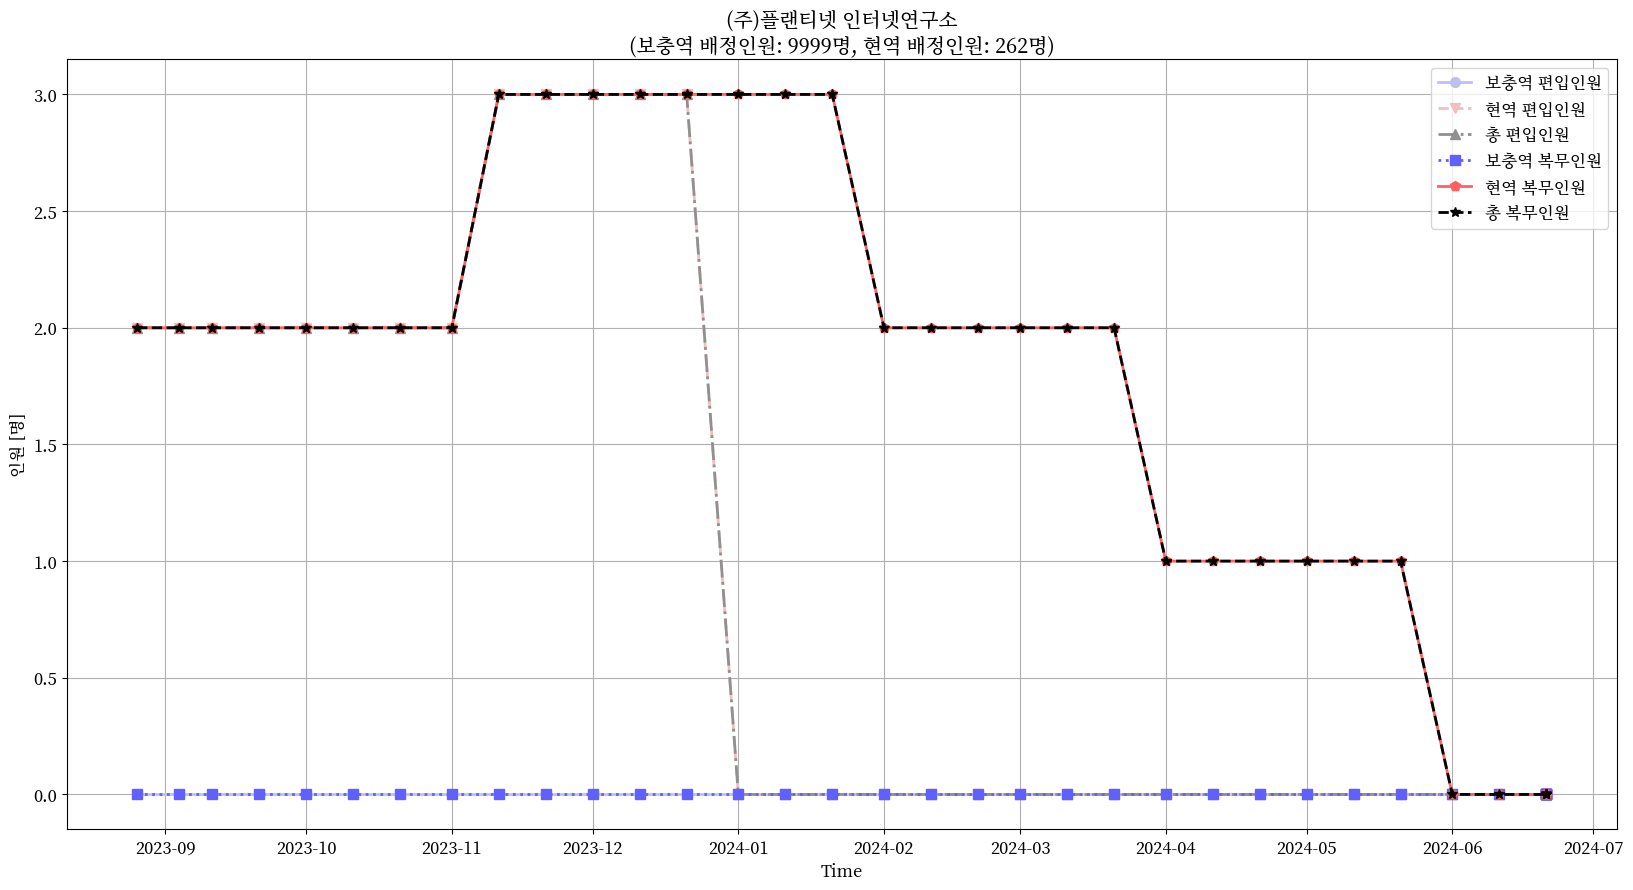 (주)플랜티넷 인터넷연구소
(보충역 배정인원: 9999명, 현역 배정인원: 262명)
보충역 편입인원
현역 편입인원
총 편입인원
보충역 복무인원
현역 복무인원
총 복무인원
인원 [명]
3.0
2.5
2.0
1.5
1.0
0.5
0.0
2023-09
2023-10
2023-11
2023-12
2024-01
2024-02
2024-03
2024-04
2024-05
2024-06
2024-07
Time